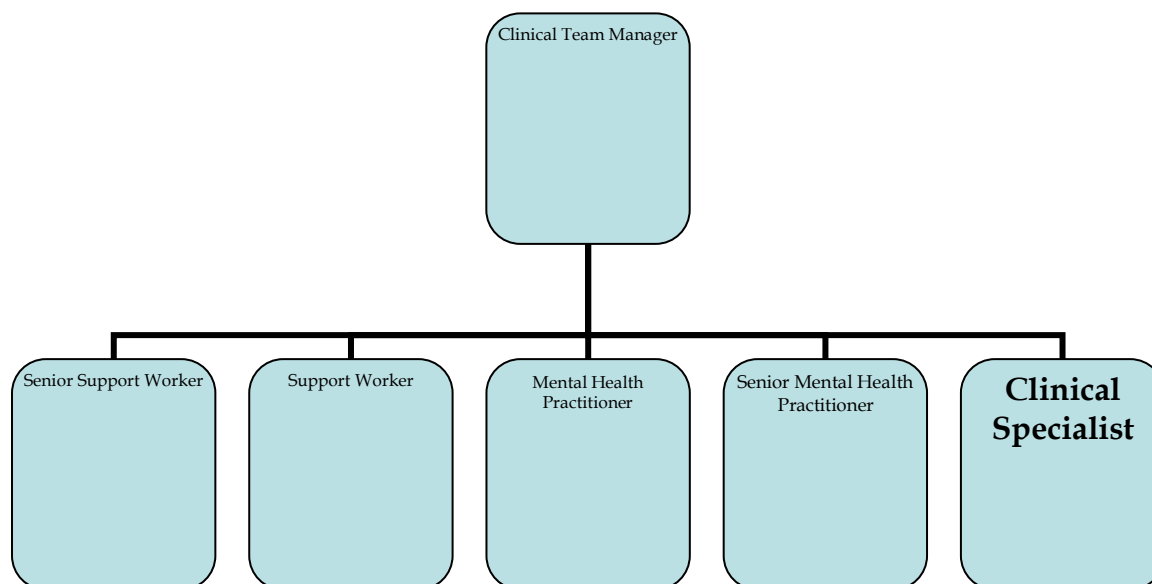 Clinical Team Manager
Senior Support Worker
Support Worker
Mental Health
Practitioner
Senior Mental Health
Practitioner
Clinical
Specialist